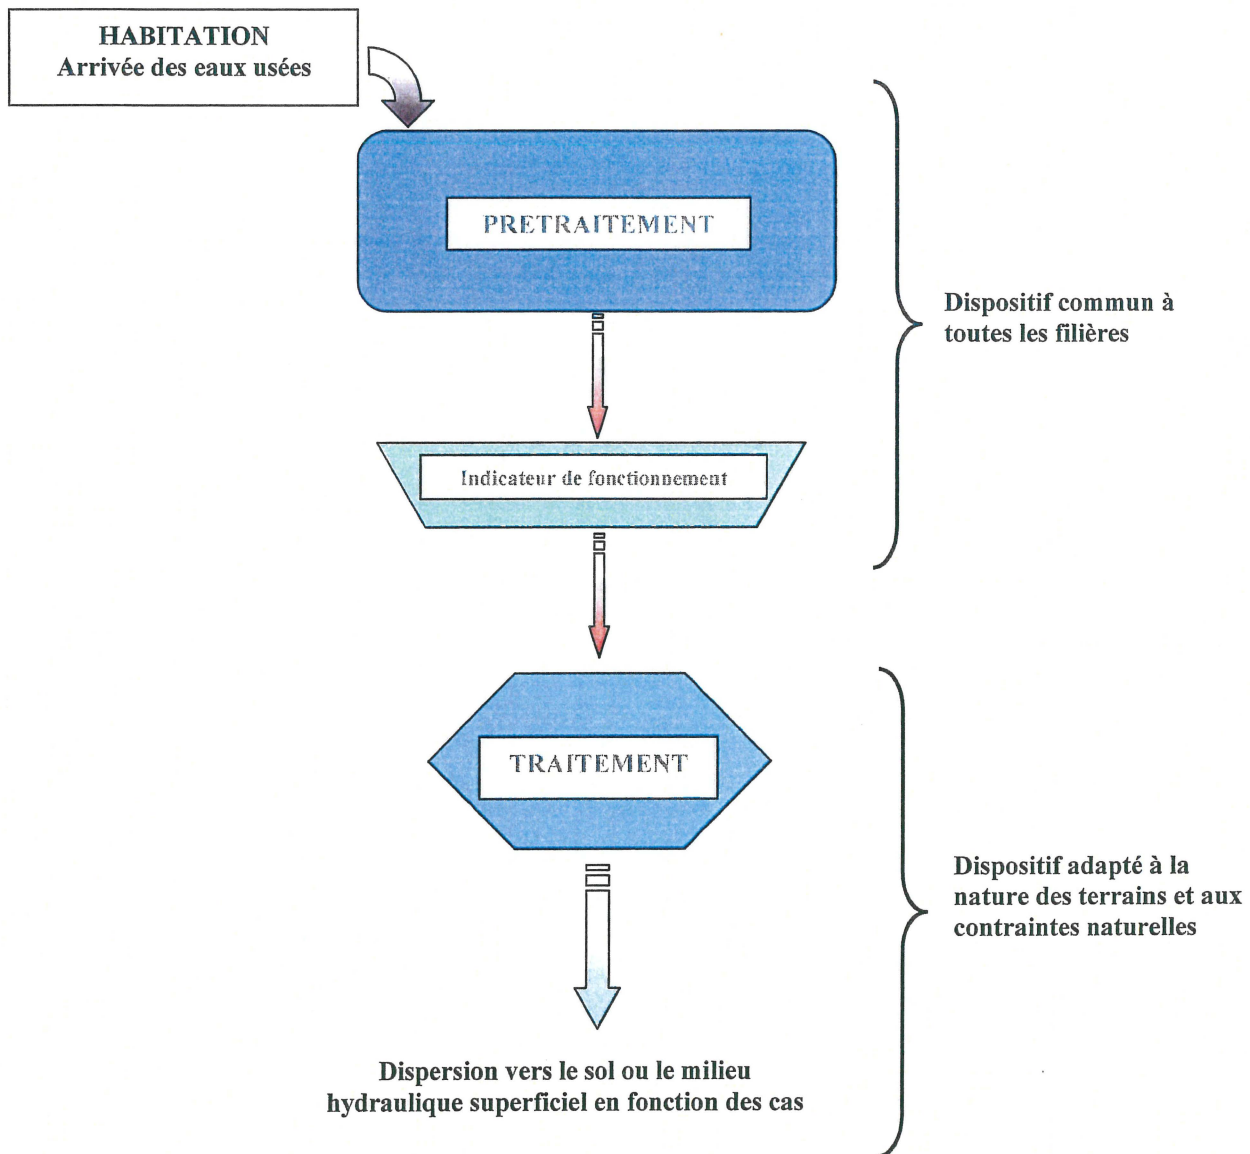 HABITATION
Arrivée des eaux usées
PRETRAITEMENT
Dispositif commun à
toutes les filières
Indicateur de fonctionnement
TRAITEMENT
Dispositif adapté à la
nature des terrains et aux
contraintes naturelles
Dispersion vers le sol ou le milieu
hydraulique superficiel en fonction des cas